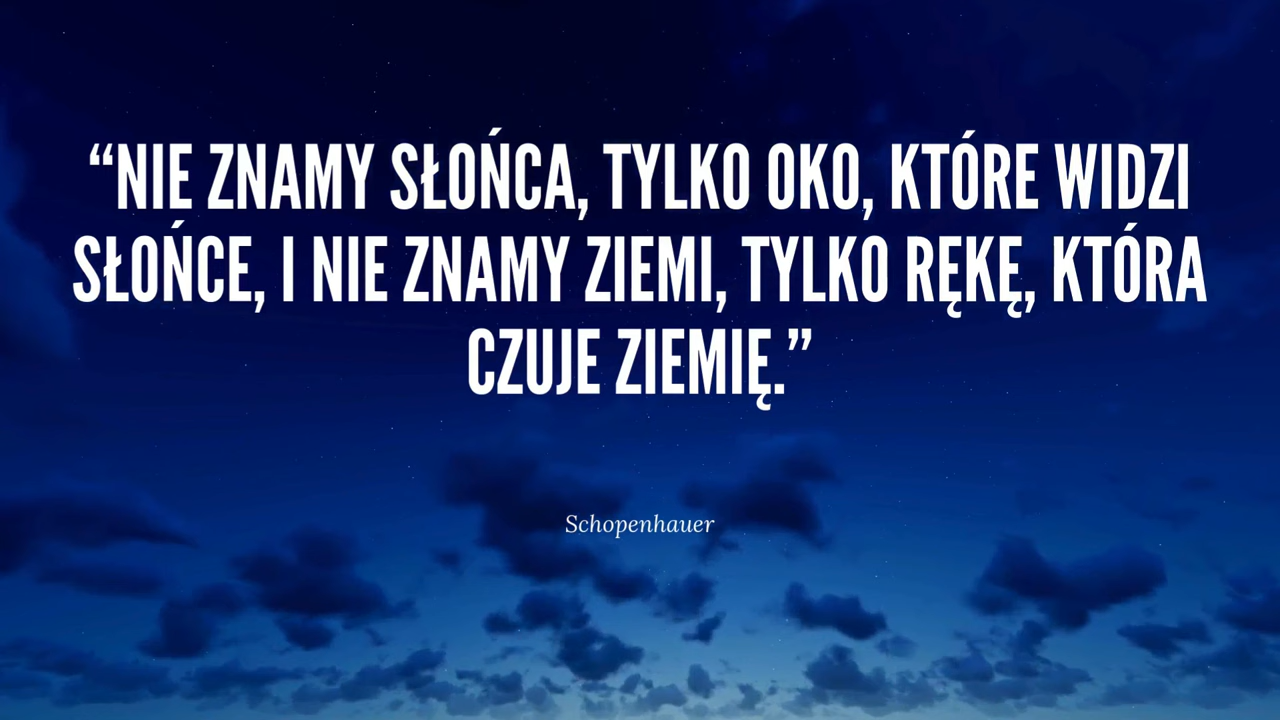 “NIE ZNAMY SŁOŃCA, TYLKO OKO, KTÓRE WIDZI
SŁOŃCE, I NIE ZNAMY ZIEMI, TYLKO RĘKĘ, KTÓRA
CZUJE ZIEMIĘ.”
Schopenhauer